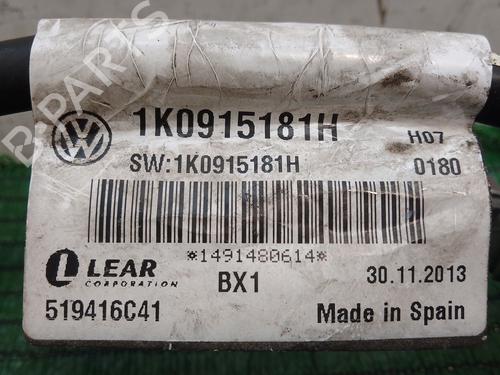 B-PARTS
1K0915181H
H07
SW:1K0915181H
0180
*1491480614*
LEAR
CORPORATION
BX1
30.11.2013
519416C41
Made in Spain